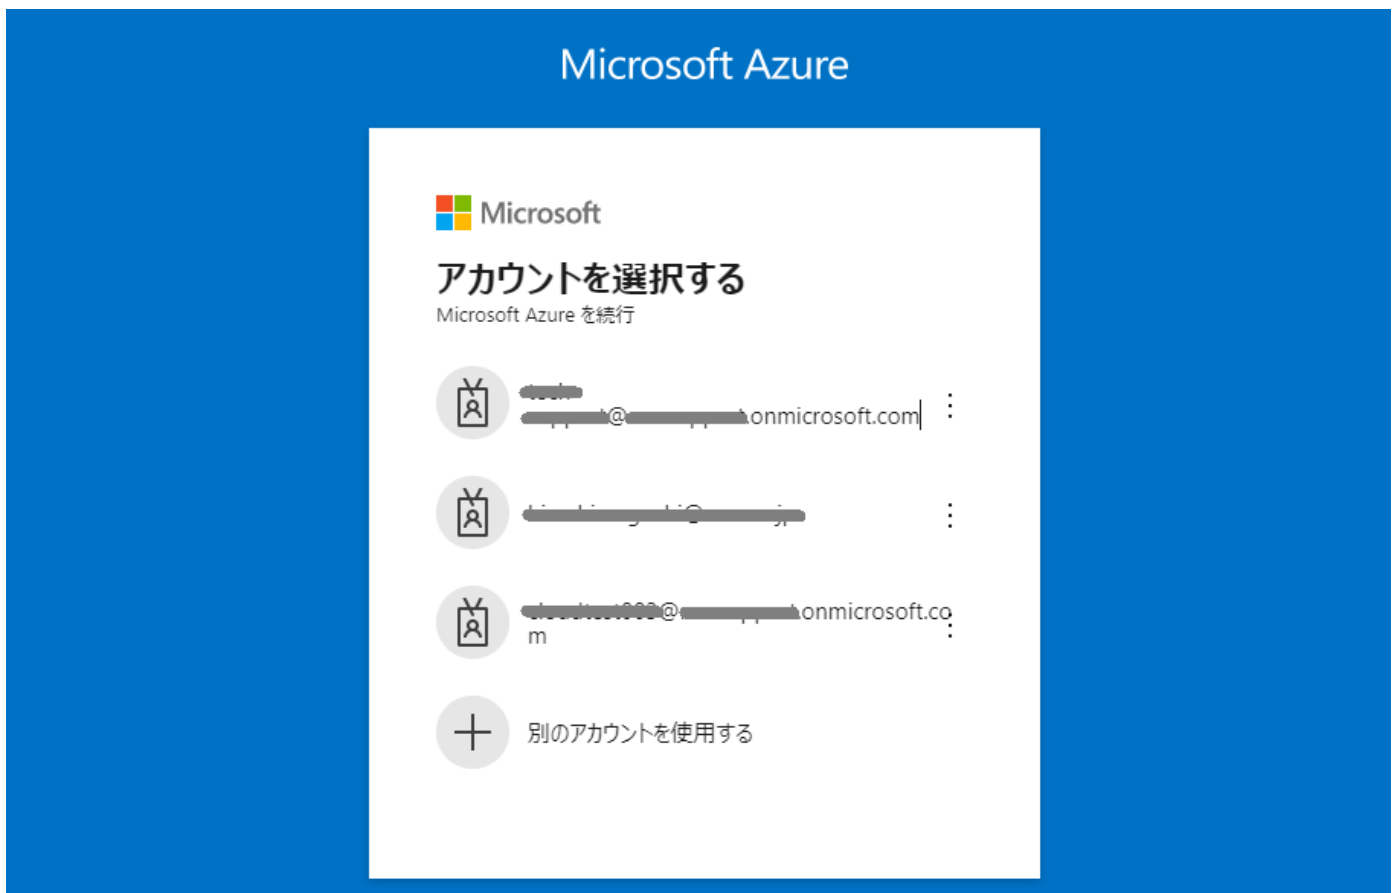 Microsoft Azure
Microsoft
アカウントを選択する
Microsoft Azure を続行
@ .onmicrosoft.com
@ .onmicrosoft.co
m
別のアカウントを使用する